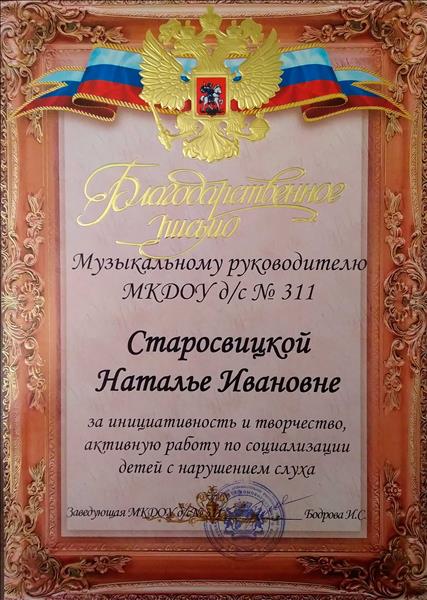 Благодарственное
письмо
Музыкальному руководителю
МКДОУ д/с № 311
Старосвицкой
Наталье Ивановне
за инициативность и творчество,
активную работу по социализации
детей с нарушением слуха
Заведующая МКДОУ д/с № Бодрова И.С.